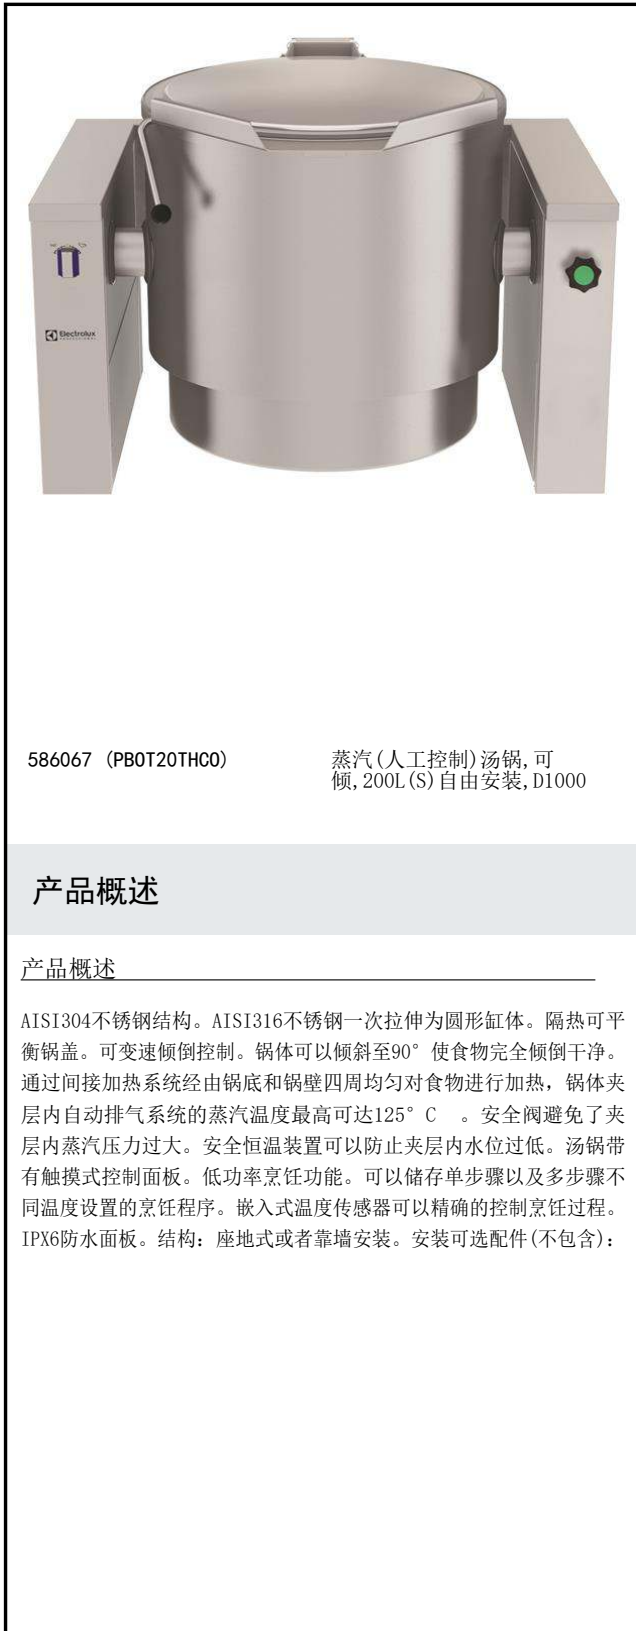 Electrolux
PROFESSIONAL
586067 (PBOT20THCO)
蒸汽(人工控制)汤锅,可
倾,200L(S)自由安装,D1000
产品概述
产品概述
AISI304不锈钢结构。AISI316不锈钢一次拉伸为圆形缸体。隔热可平
衡锅盖。可变速倾倒控制。锅体可以倾斜至90°使食物完全倾倒干净。
通过间接加热系统经由锅底和锅壁四周均匀对食物进行加热，锅体夹
层内自动排气系统的蒸汽温度最高可达125°C 。安全阀避免了夹
层内蒸汽压力过大。安全恒温装置可以防止夹层内水位过低。汤锅带
有触摸式控制面板。低功率烹饪功能。可以储存单步骤以及多步骤不
同温度设置的烹饪程序。嵌入式温度传感器可以精确的控制烹饪过程。
IPX6防水面板。结构：座地式或者靠墙安装。安装可选配件(不包含)：